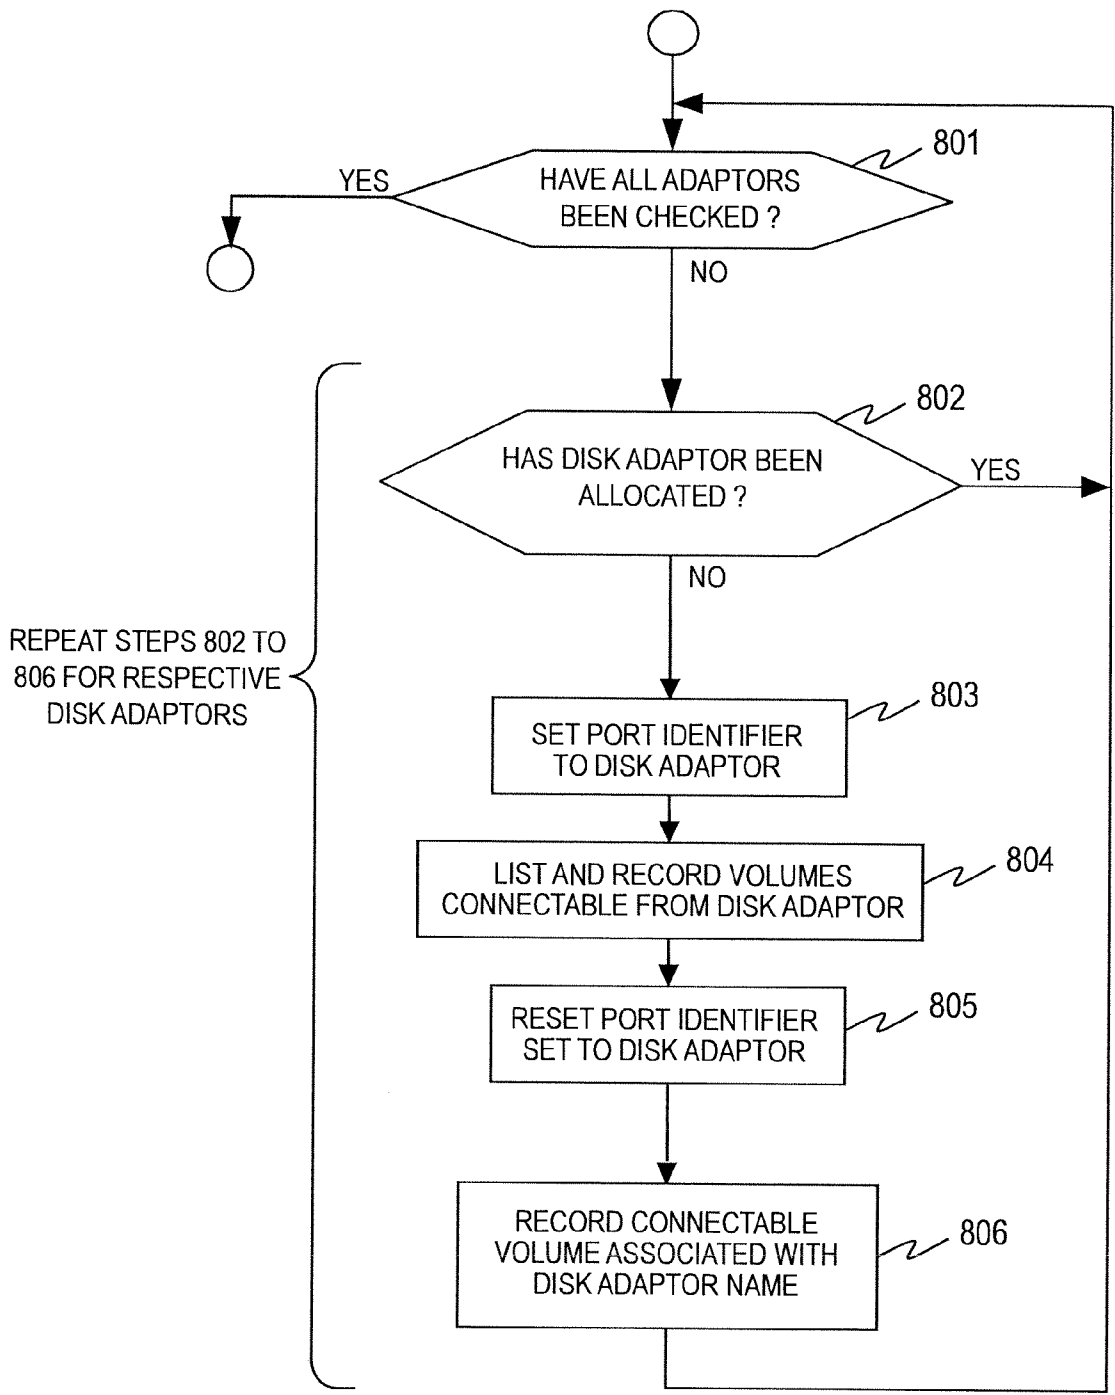 801
YES
HAVE ALL ADAPTORS
BEEN CHECKED ?
NO
802
HAS DISK ADAPTOR BEEN
ALLOCATED ?
YES
NO
REPEAT STEPS 802 TO
806 FOR RESPECTIVE
DISK ADAPTORS
803
SET PORT IDENTIFIER
TO DISK ADAPTOR
804
LIST AND RECORD VOLUMES
CONNECTABLE FROM DISK ADAPTOR
805
RESET PORT IDENTIFIER
SET TO DISK ADAPTOR
806
RECORD CONNECTABLE
VOLUME ASSOCIATED WITH
DISK ADAPTOR NAME